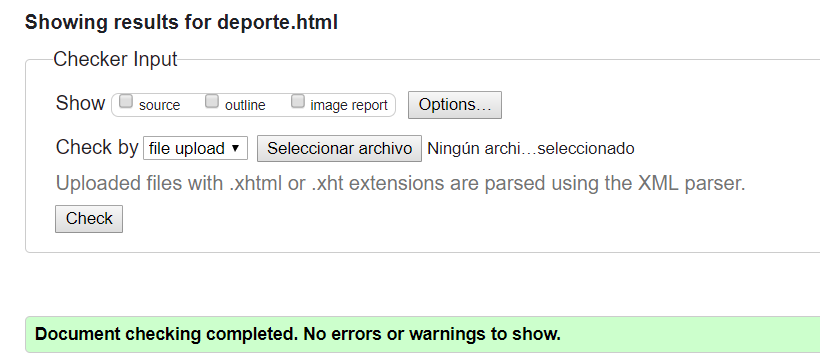 Showing results for deporte.html
Checker Input
Show source outline image report Options...
Check by file upload Seleccionar archivo Ningún archi...seleccionado
Uploaded files with .xhtml or .xht extensions are parsed using the XML parser.
Check
Document checking completed. No errors or warnings to show.